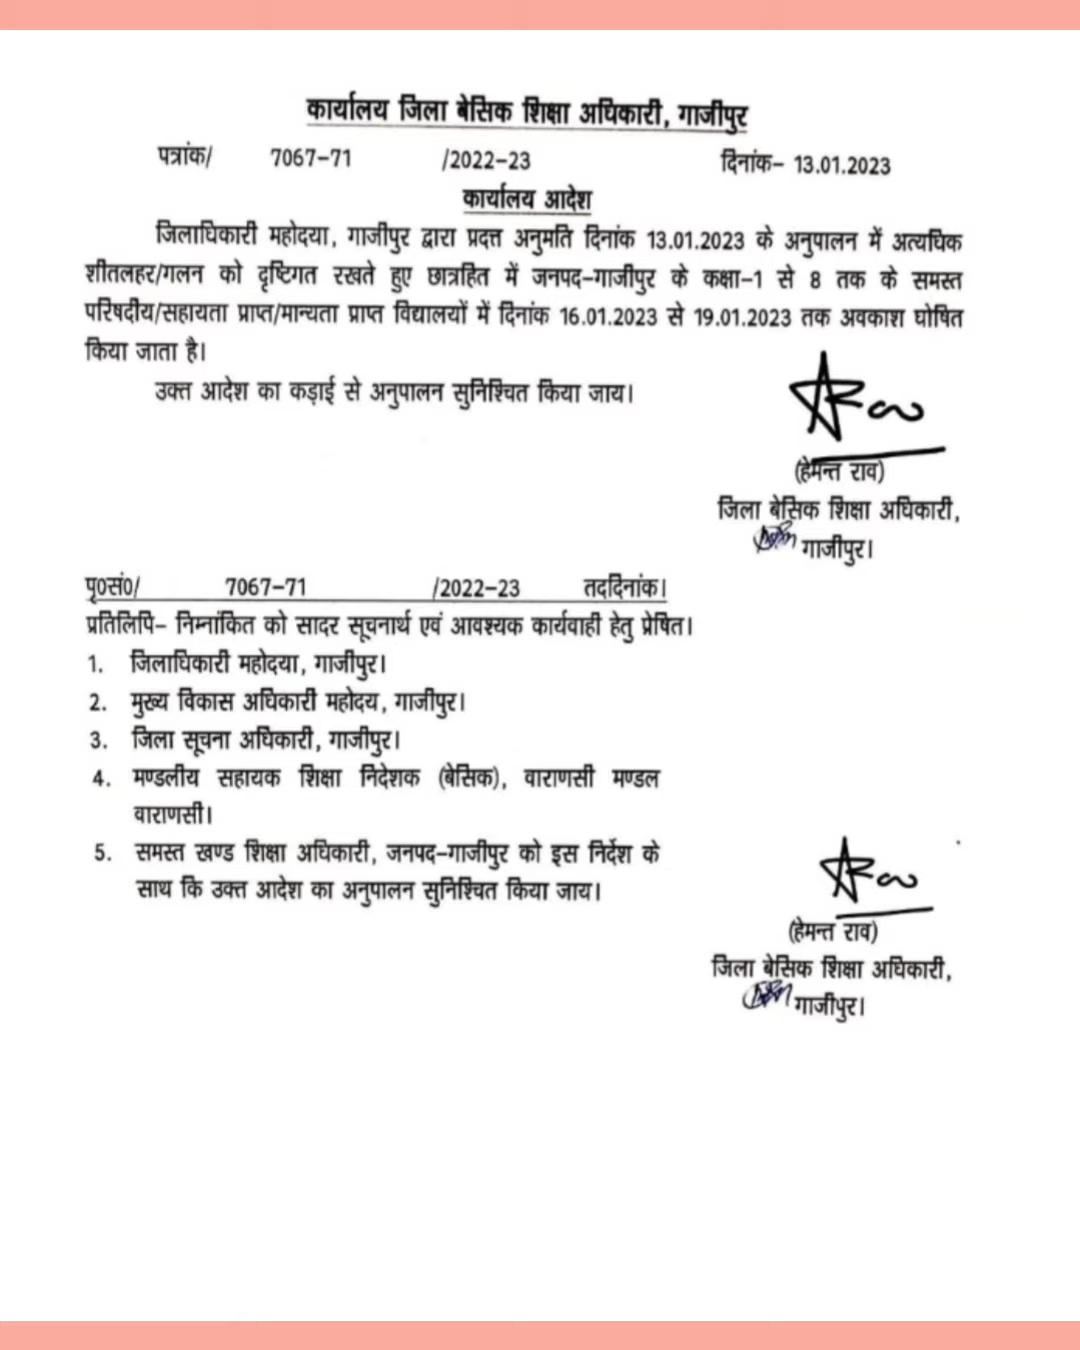 कार्यालय जिला बेसिक शिक्षा अधिकारी, गाजीपुर
पत्रांक/ 7067-71 /2022-23 दिनांक- 13.01.2023
कार्यालय आदेश
जिलाधिकारी महोदया, गाजीपुर द्वारा प्रदत्त अनुमति दिनांक 13.01.2023 के अनुपालन में अत्यधिक
शीतलहर/गलन को दृष्टिगत रखते हुए छात्रहित में जनपद-गाजीपुर के कक्षा-1 से 8 तक के समस्त
परिषदीय/सहायता प्राप्त/मान्यता प्राप्त विद्यालयों में दिनांक 16.01.2023 से 19.01.2023 तक अवकाश घोषित
किया जाता है।
उक्त आदेश का कड़ाई से अनुपालन सुनिश्चित किया जाय।
(हेमन्त राव)
जिला बेसिक शिक्षा अधिकारी,
गाजीपुर।
पृ०सं०/ 7067-71 /2022-23 तद्दिनांक।
प्रतिलिपि- निम्नांकित को सादर सूचनार्थ एवं आवश्यक कार्यवाही हेतु प्रेषित।
1. जिलाधिकारी महोदया, गाजीपुर।
2. मुख्य विकास अधिकारी महोदय, गाजीपुर।
3. जिला सूचना अधिकारी, गाजीपुर।
4. मण्डलीय सहायक शिक्षा निदेशक (बेसिक), वाराणसी मण्डल
वाराणसी।
5. समस्त खण्ड शिक्षा अधिकारी, जनपद-गाजीपुर को इस निर्देश के
साथ कि उक्त आदेश का अनुपालन सुनिश्चित किया जाय।
(हेमन्त राव)
जिला बेसिक शिक्षा अधिकारी,
गाजीपुर।